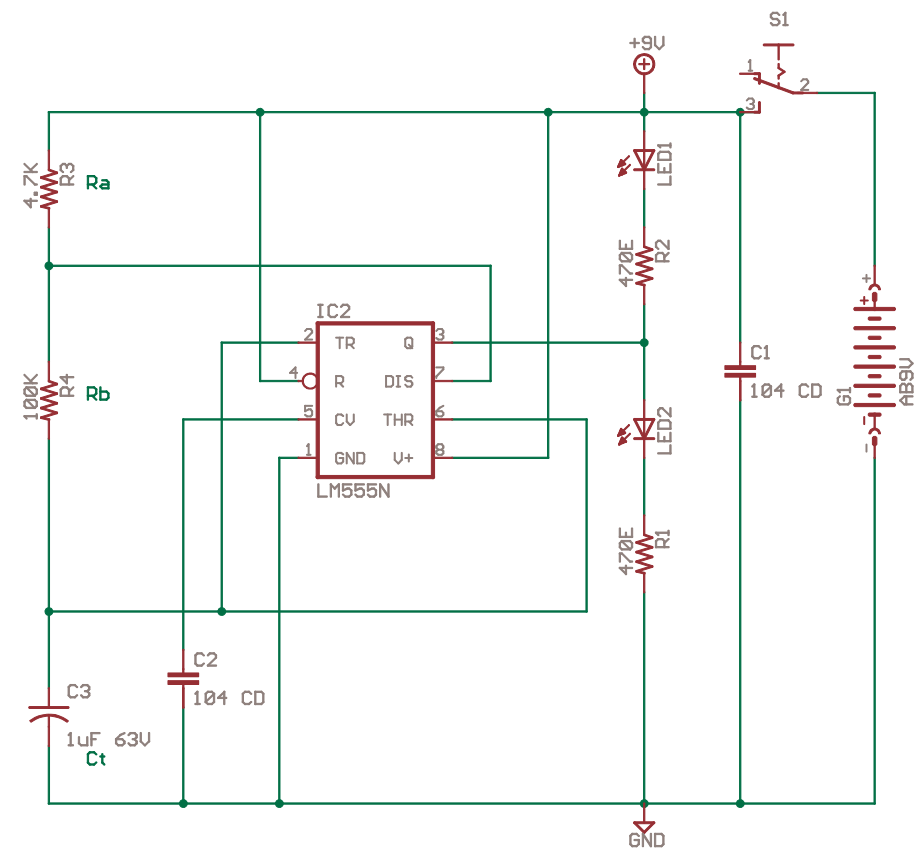 S1
+9V
1
2
3
4.7K
R3
Ra
LED1
470E
R2
+
+
IC2
2
TR
Q
3
4
R
DIS
7
5
CV
THR
6
1
GND
V+
8
LM555N
C1
104 CD
G1
AB9V
-
-
100K
R4
Rb
LED2
470E
R1
C2
104 CD
C3
1uF 63V
Ct
GND